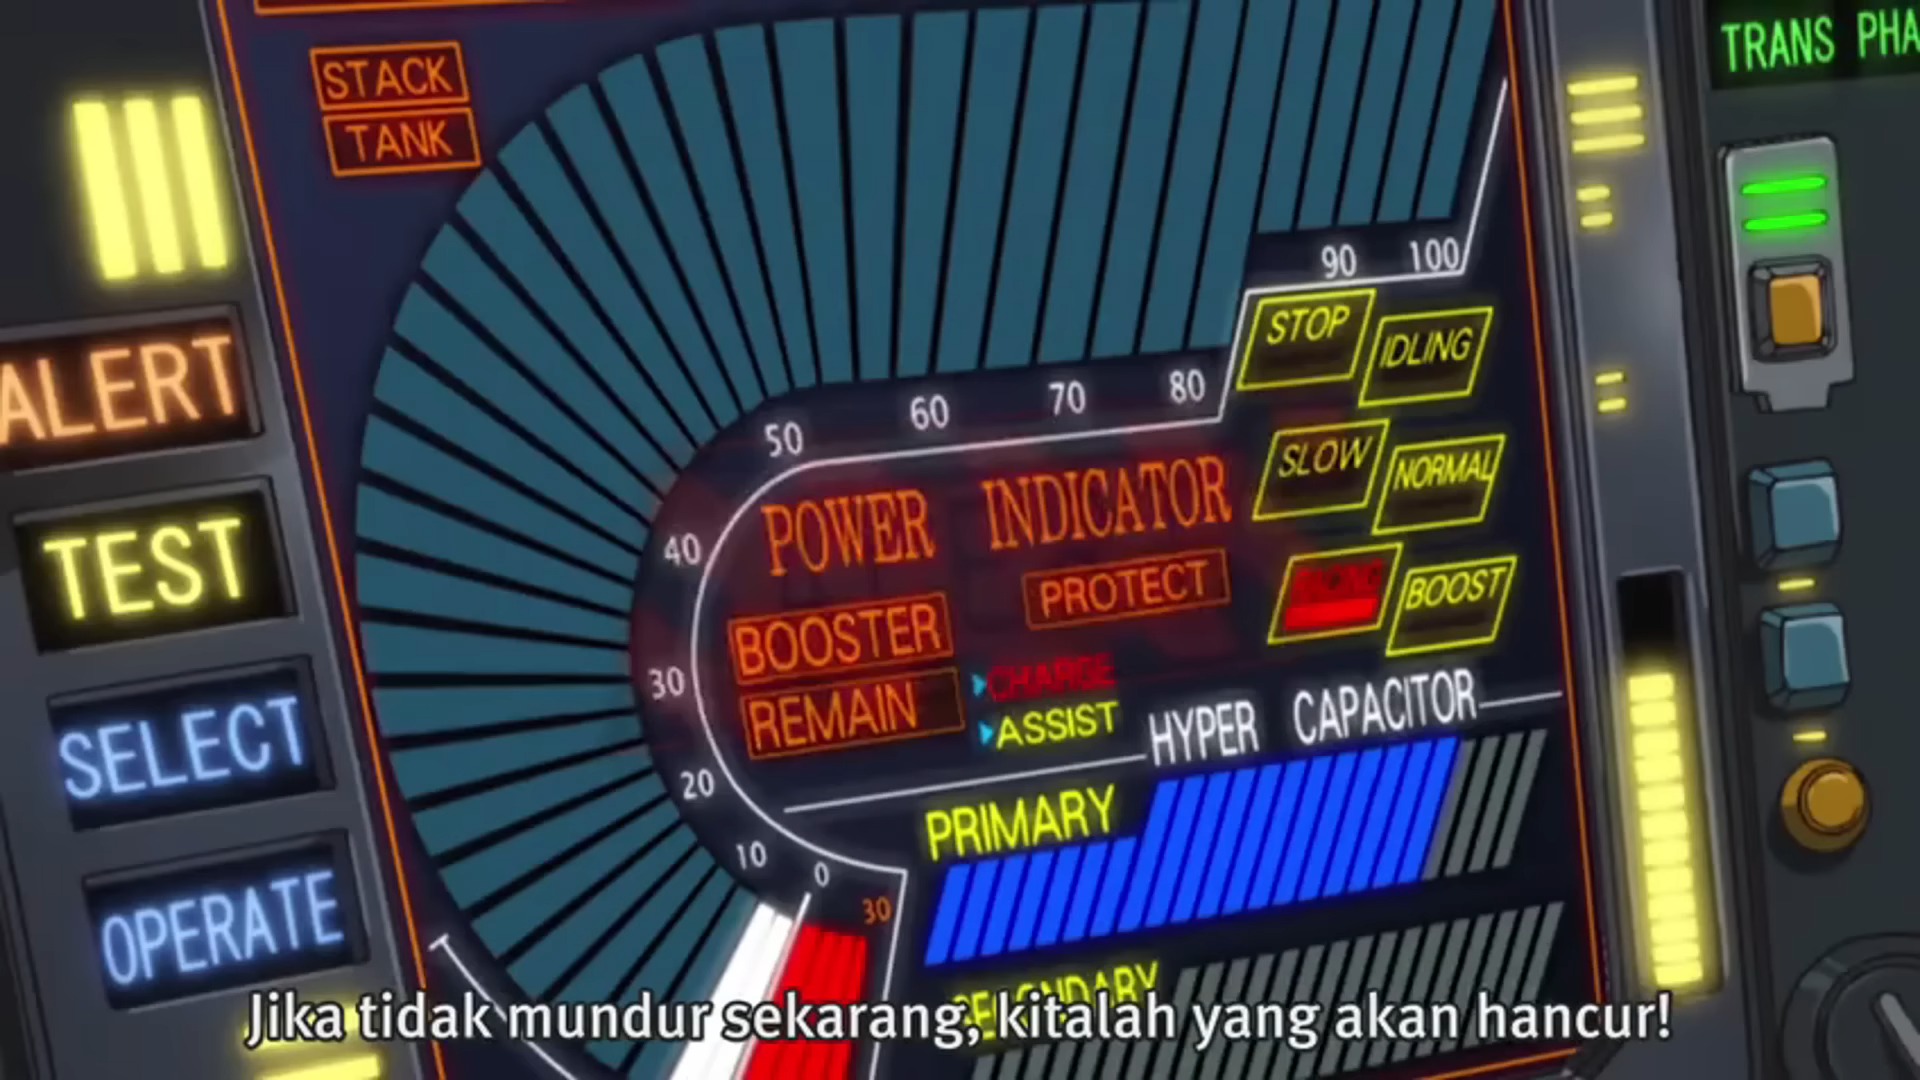 STACK
TANK
TRANS PHA
ALERT
TEST
SELECT
OPERATE
90 100
80
70
60
50
40
30
20
10
0
30
STOP
IDLING
SLOW
NORMAL
BOOST
POWER INDICATOR
PROTECT
BOOSTER
REMAIN
CHARGE
ASSIST
HYPER CAPACITOR
PRIMARY
SECONDARY
Jika tidak mundur sekarang, kitalah yang akan hancur!